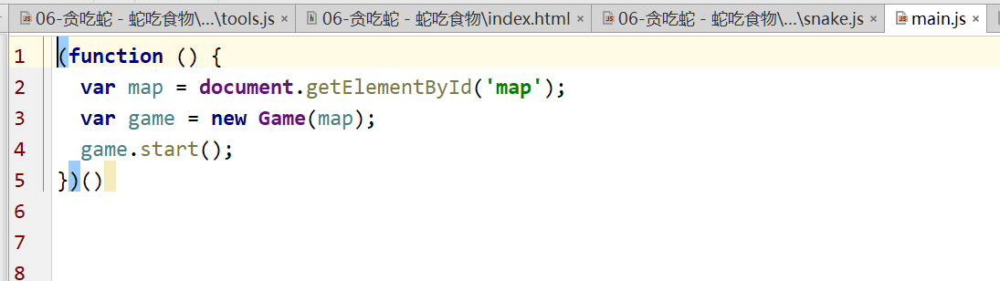 06-贪吃蛇 - 蛇吃食物\...\tools.js × 06-贪吃蛇 - 蛇吃食物\index.html × 06-贪吃蛇 - 蛇吃食物\...\snake.js × main.js ×
1 (function () {
2 var map = document.getElementById('map');
3 var game = new Game(map);
4 game.start();
5 })()
6
7
8